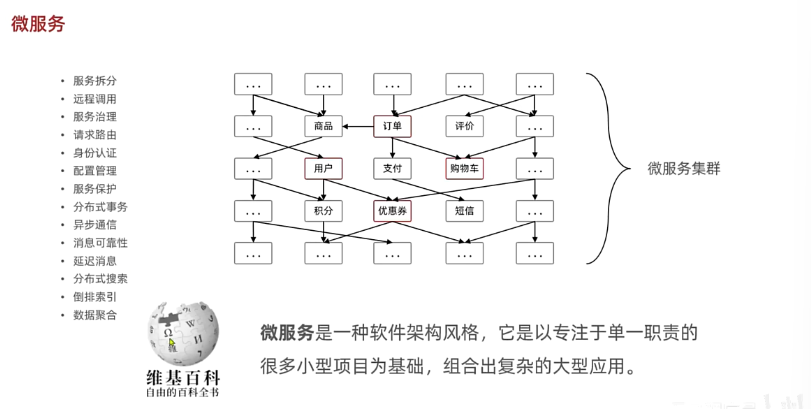 微服务
• 服务拆分
• 远程调用
• 服务治理
• 请求路由
• 身份认证
• 配置管理
• 服务保护
• 分布式事务
• 异步通信
• 消息可靠性
• 延迟消息
• 分布式搜索
• 倒排索引
• 数据聚合
... ... ... ... ...
... 商品 订单 评价 ...
... 用户 支付 购物车 ...
... 积分 优惠券 短信 ...
... ... ... ... ...
微服务集群
Ω
W
И
維
维基百科
自由的百科全书
微服务是一种软件架构风格，它是以专注于单一职责的
很多小型项目为基础，组合出复杂的大型应用。